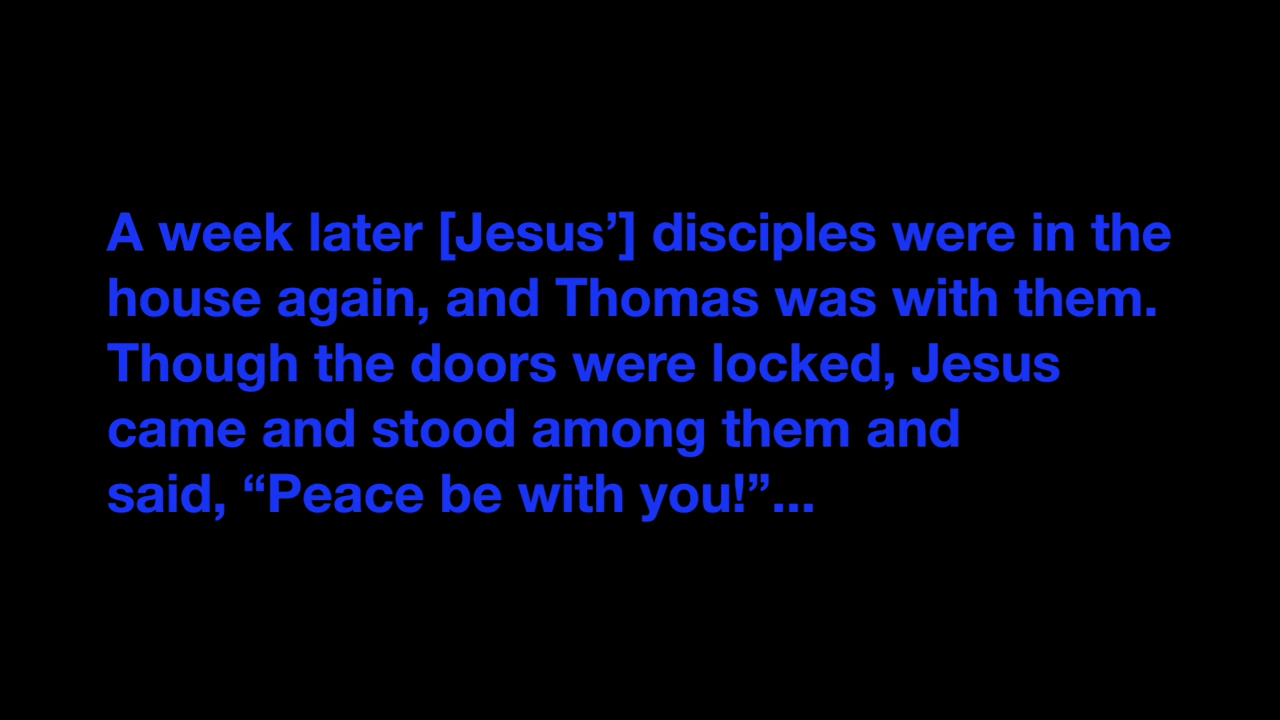 A week later [Jesus’] disciples were in the
house again, and Thomas was with them.
Though the doors were locked, Jesus
came and stood among them and
said, “Peace be with you!”...